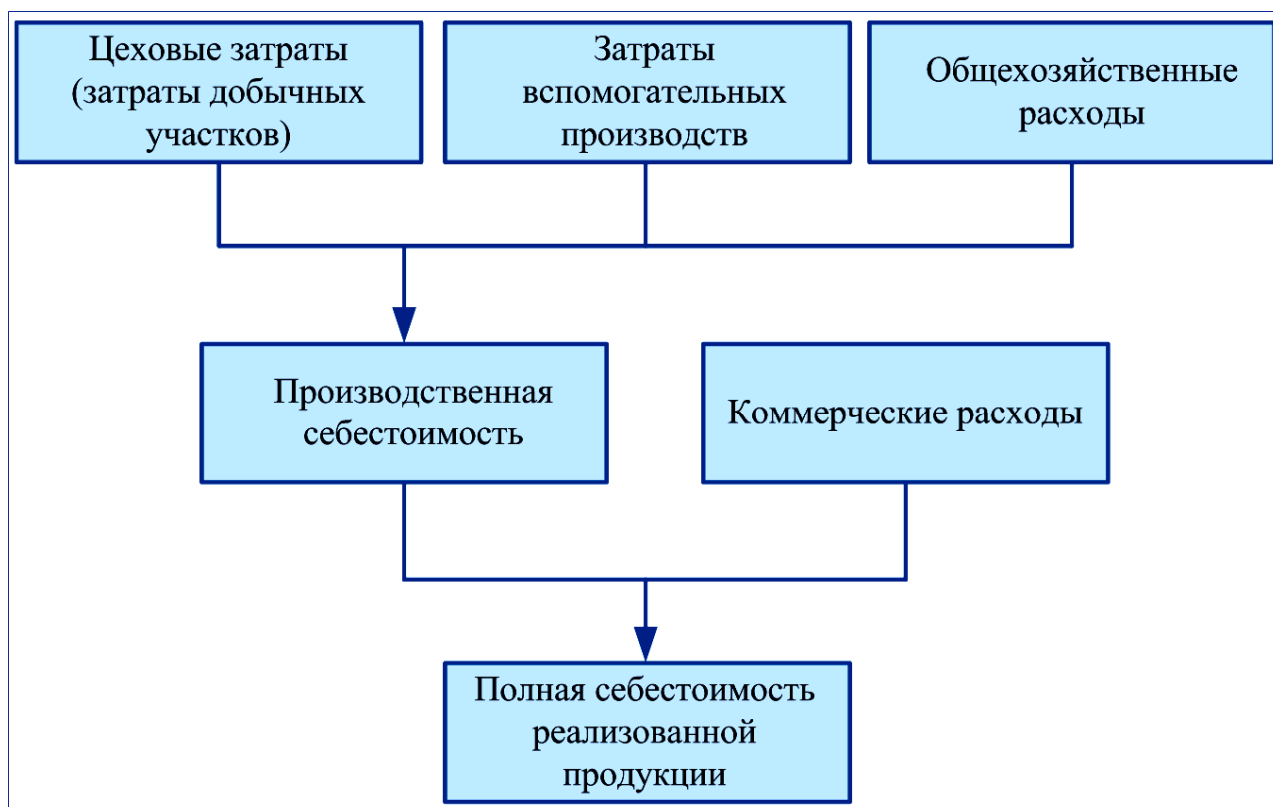 Цеховые затраты
(затраты добычных
участков)
Затраты
вспомогательных
производств
Общехозяйственные
расходы
Производственная
себестоимость
Коммерческие расходы
Полная себестоимость
реализованной
продукции